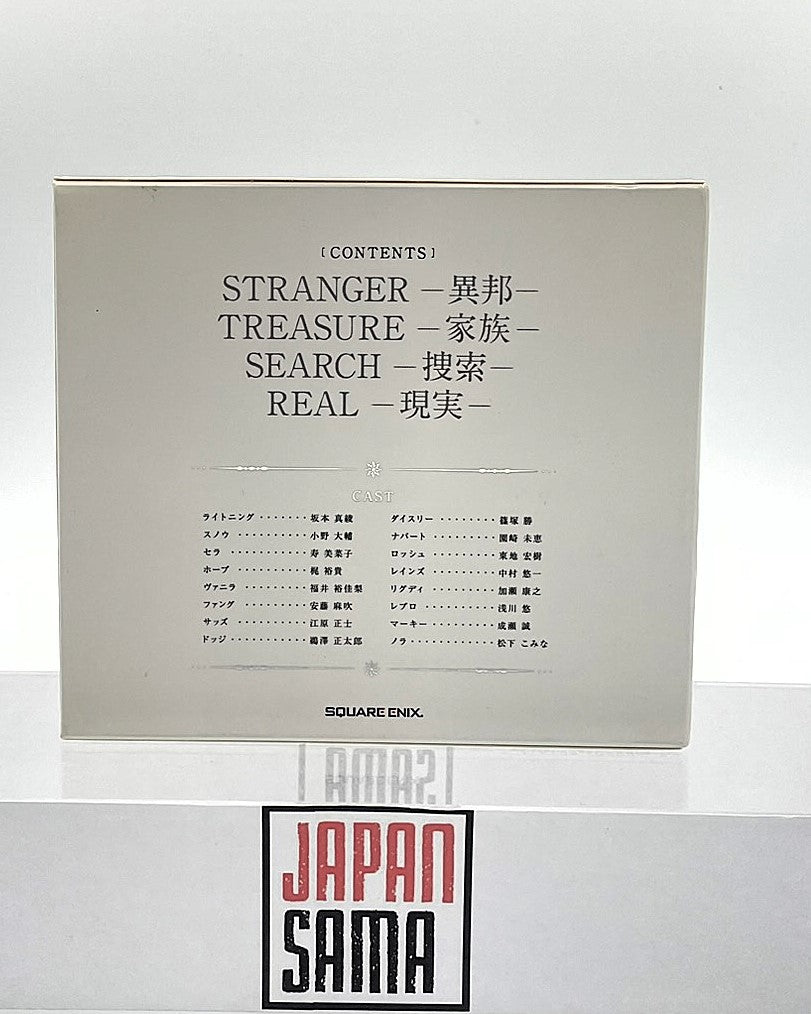 [CONTENTS]
STRANGER －異邦－
TREASURE －家族－
SEARCH －捜索－
REAL －現実－
CAST
ライトニング・・・・・・・坂本 真綾
スノウ・・・・・・・・・・小野 大輔
セラ・・・・・・・・・・・寿 美菜子
ホープ・・・・・・・・・・梶 裕貴
ヴァニラ・・・・・・・・・福井 裕佳梨
ファング・・・・・・・・・安藤 麻吹
サッズ・・・・・・・・・・江原 正士
ドッジ・・・・・・・・・・鵜澤 正太郎
ダイスリー・・・・・・・・篠塚 勝
ナバート・・・・・・・・・園崎 未恵
ロッシュ・・・・・・・・・東地 宏樹
レインズ・・・・・・・・・中村 悠一
リグディ・・・・・・・・・加瀬 康之
レブロ・・・・・・・・・・浅川 悠
マーキー・・・・・・・・・成瀬 誠
ノラ・・・・・・・・・・・松下 こみな
SQUARE ENIX.
JAPAN
SAMA